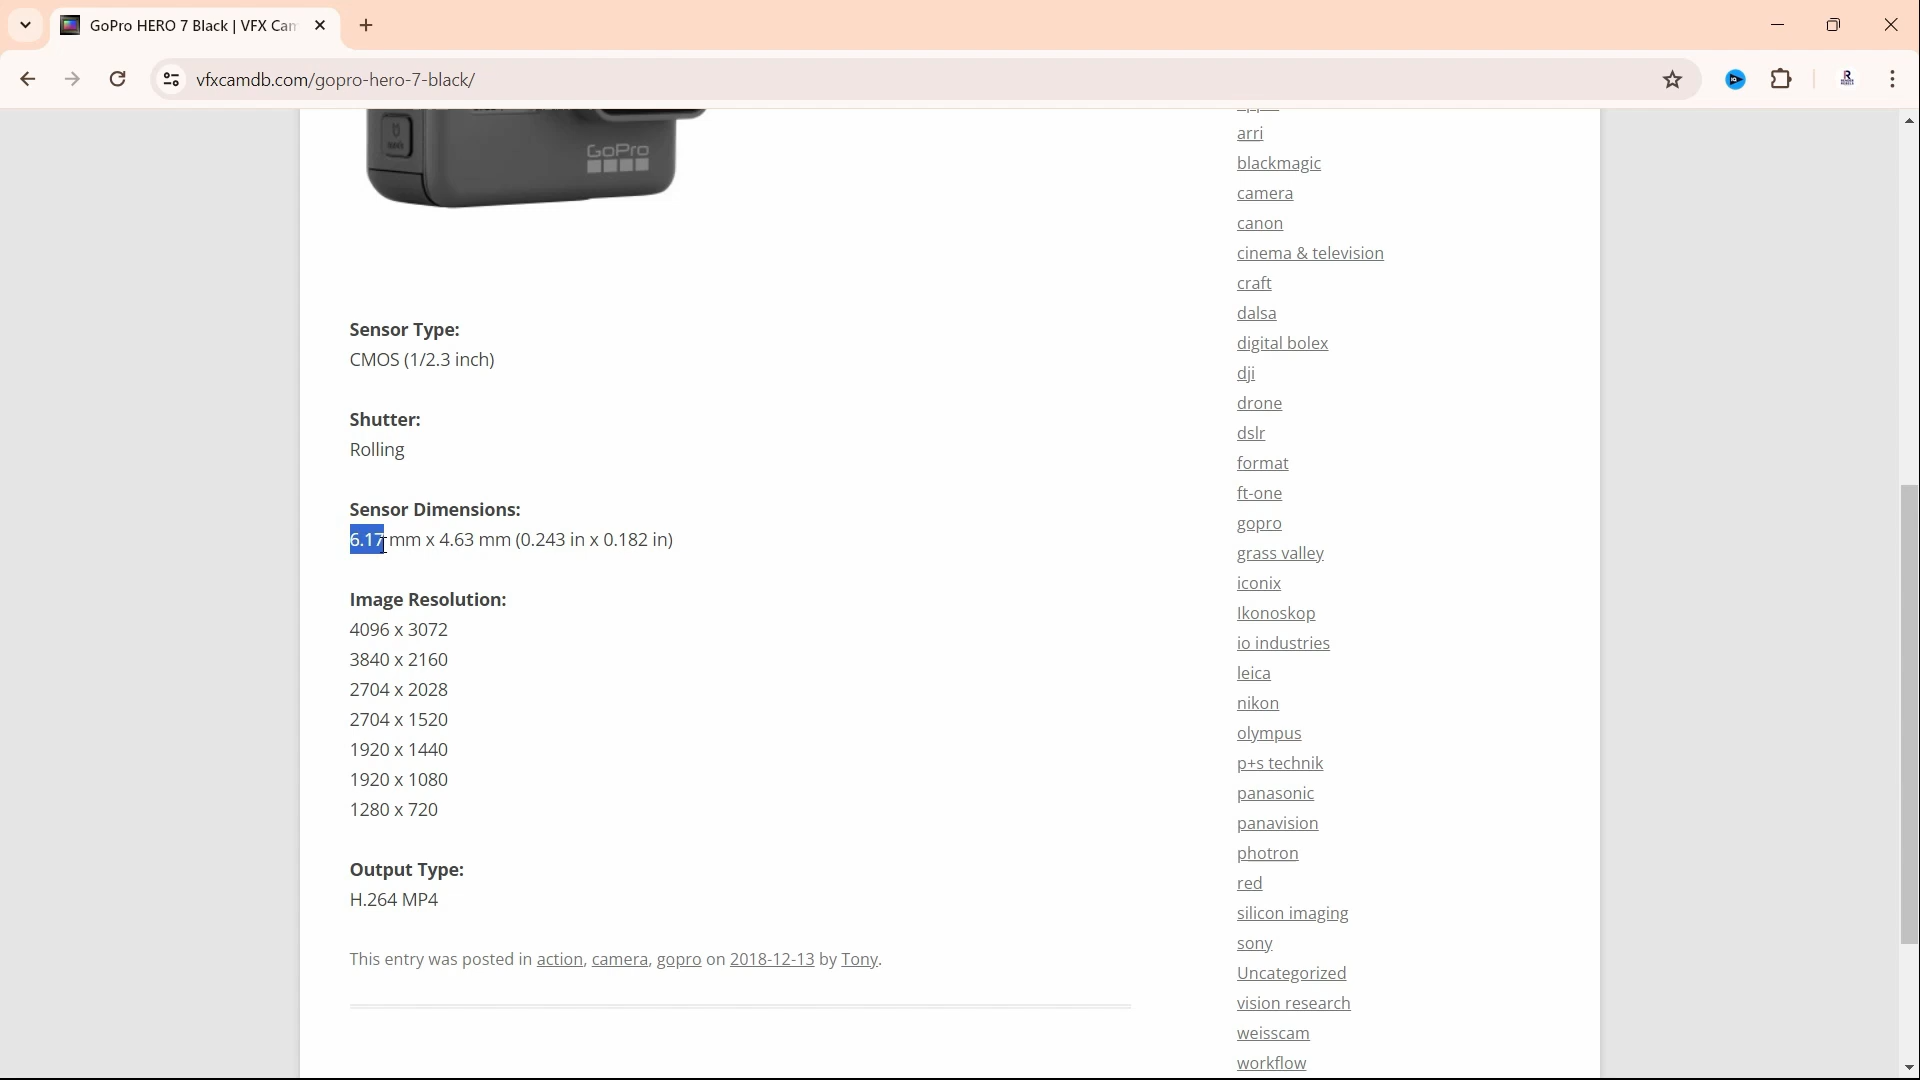 GoPro HERO 7 Black | VFX Cam
vfxcamdb.com/gopro-hero-7-black/
GoPro
Sensor Type:
CMOS (1/2.3 inch)
Shutter:
Rolling
Sensor Dimensions:
6.17 mm x 4.63 mm (0.243 in x 0.182 in)
Image Resolution:
4096 x 3072
3840 x 2160
2704 x 2028
2704 x 1520
1920 x 1440
1920 x 1080
1280 x 720
Output Type:
H.264 MP4
This entry was posted in action, camera, gopro on 2018-12-13 by Tony.
arri
blackmagic
camera
canon
cinema & television
craft
dalsa
digital bolex
dji
drone
dslr
format
ft-one
gopro
grass valley
iconix
Ikonoskop
io industries
leica
nikon
olympus
p+s technik
panasonic
panavision
photron
red
silicon imaging
sony
Uncategorized
vision research
weisscam
workflow